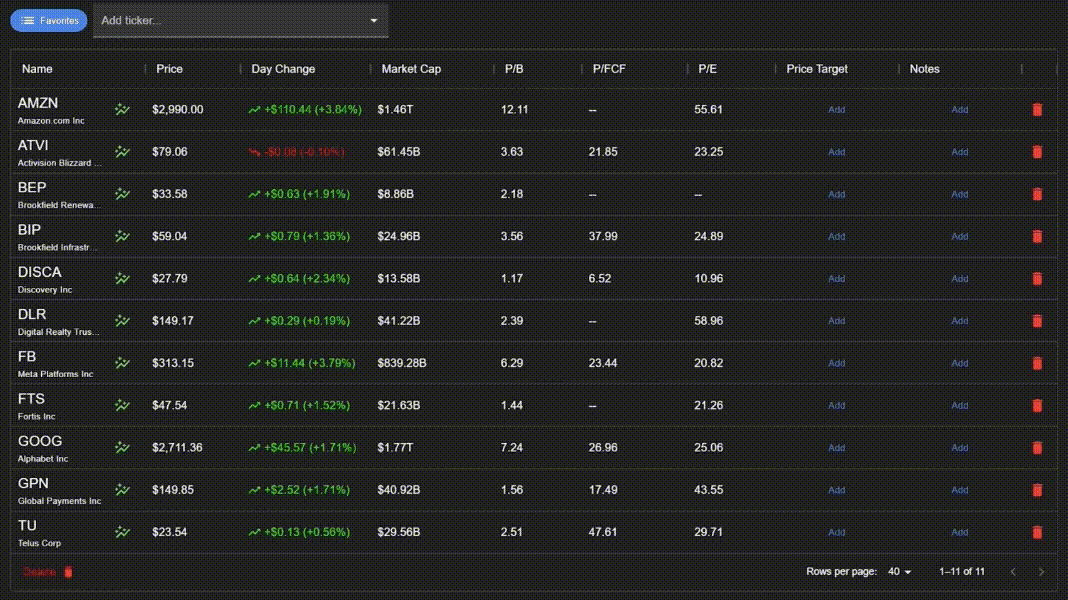 Favorites Add ticker...
Name Price Day Change Market Cap P/B P/FCF P/E Price Target Notes
AMZN $2,990.00 +$110.44 (+3.84%) $1.46T 12.11 -- 55.61 Add Add
Amazon.com Inc
ATVI $79.06 -$0.08 (-0.10%) $61.45B 3.63 21.85 23.25 Add Add
Activision Blizzard ...
BEP $33.58 +$0.63 (+1.91%) $8.86B 2.18 -- -- Add Add
Brookfield Renewa...
BIP $59.04 +$0.79 (+1.36%) $24.96B 3.56 37.99 24.89 Add Add
Brookfield Infrastr...
DISCA $27.79 +$0.64 (+2.34%) $13.58B 1.17 6.52 10.96 Add Add
Discovery Inc
DLR $149.17 +$0.29 (+0.19%) $41.22B 2.39 -- 58.96 Add Add
Digital Realty Trus...
FB $313.15 +$11.44 (+3.79%) $839.28B 6.29 23.44 20.82 Add Add
Meta Platforms Inc
FTS $47.54 +$0.71 (+1.52%) $21.63B 1.44 -- 21.26 Add Add
Fortis Inc
GOOG $2,711.36 +$45.57 (+1.71%) $1.77T 7.24 26.96 25.06 Add Add
Alphabet Inc
GPN $149.85 +$2.52 (+1.71%) $40.92B 1.56 17.49 43.55 Add Add
Global Payments Inc
TU $23.54 +$0.13 (+0.56%) $29.56B 2.51 47.61 29.71 Add Add
Telus Corp
Delete Rows per page: 40 1–11 of 11